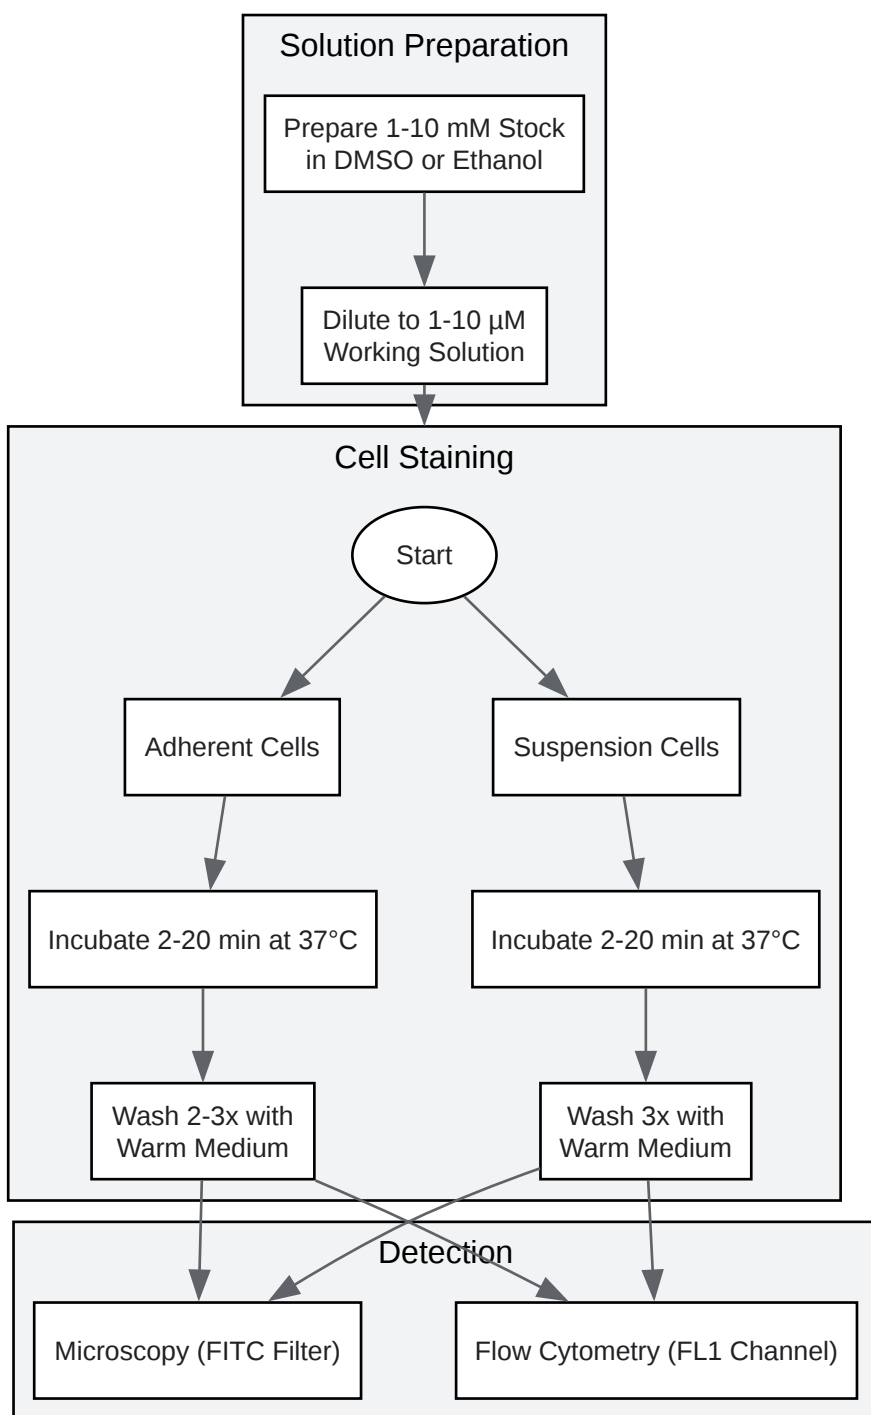 Solution Preparation
Prepare 1-10 mM Stock
in DMSO or Ethanol
Dilute to 1-10 µM
Working Solution
Cell Staining
Start
Adherent Cells
Suspension Cells
Incubate 2-20 min at 37°C
Incubate 2-20 min at 37°C
Wash 2-3x with
Warm Medium
Wash 3x with
Warm Medium
Detection
Microscopy (FITC Filter)
Flow Cytometry (FL1 Channel)